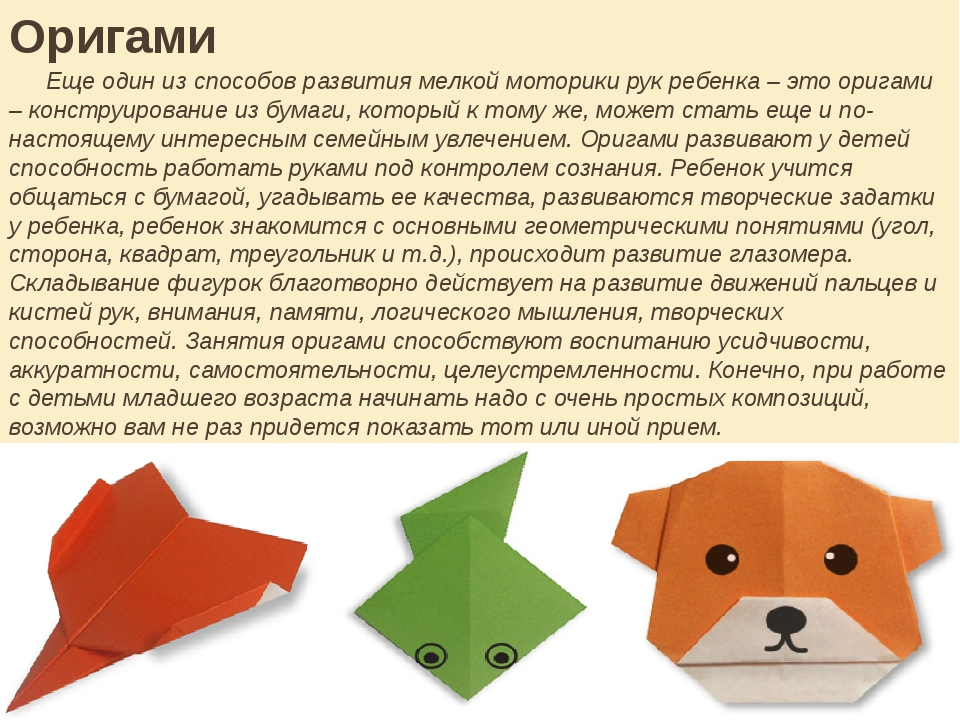 Оригами
Еще один из способов развития мелкой моторики рук ребенка – это оригами
– конструирование из бумаги, который к тому же, может стать еще и по-
настоящему интересным семейным увлечением. Оригами развивают у детей
способность работать руками под контролем сознания. Ребенок учится
общаться с бумагой, угадывать ее качества, развиваются творческие задатки
у ребенка, ребенок знакомится с основными геометрическими понятиями (угол,
сторона, квадрат, треугольник и т.д.), происходит развитие глазомера.
Складывание фигурок благотворно действует на развитие движений пальцев и
кистей рук, внимания, памяти, логического мышления, творческих
способностей. Занятия оригами способствуют воспитанию усидчивости,
аккуратности, самостоятельности, целеустремленности. Конечно, при работе
с детьми младшего возраста начинать надо с очень простых композиций,
возможно вам не раз придется показать тот или иной прием.